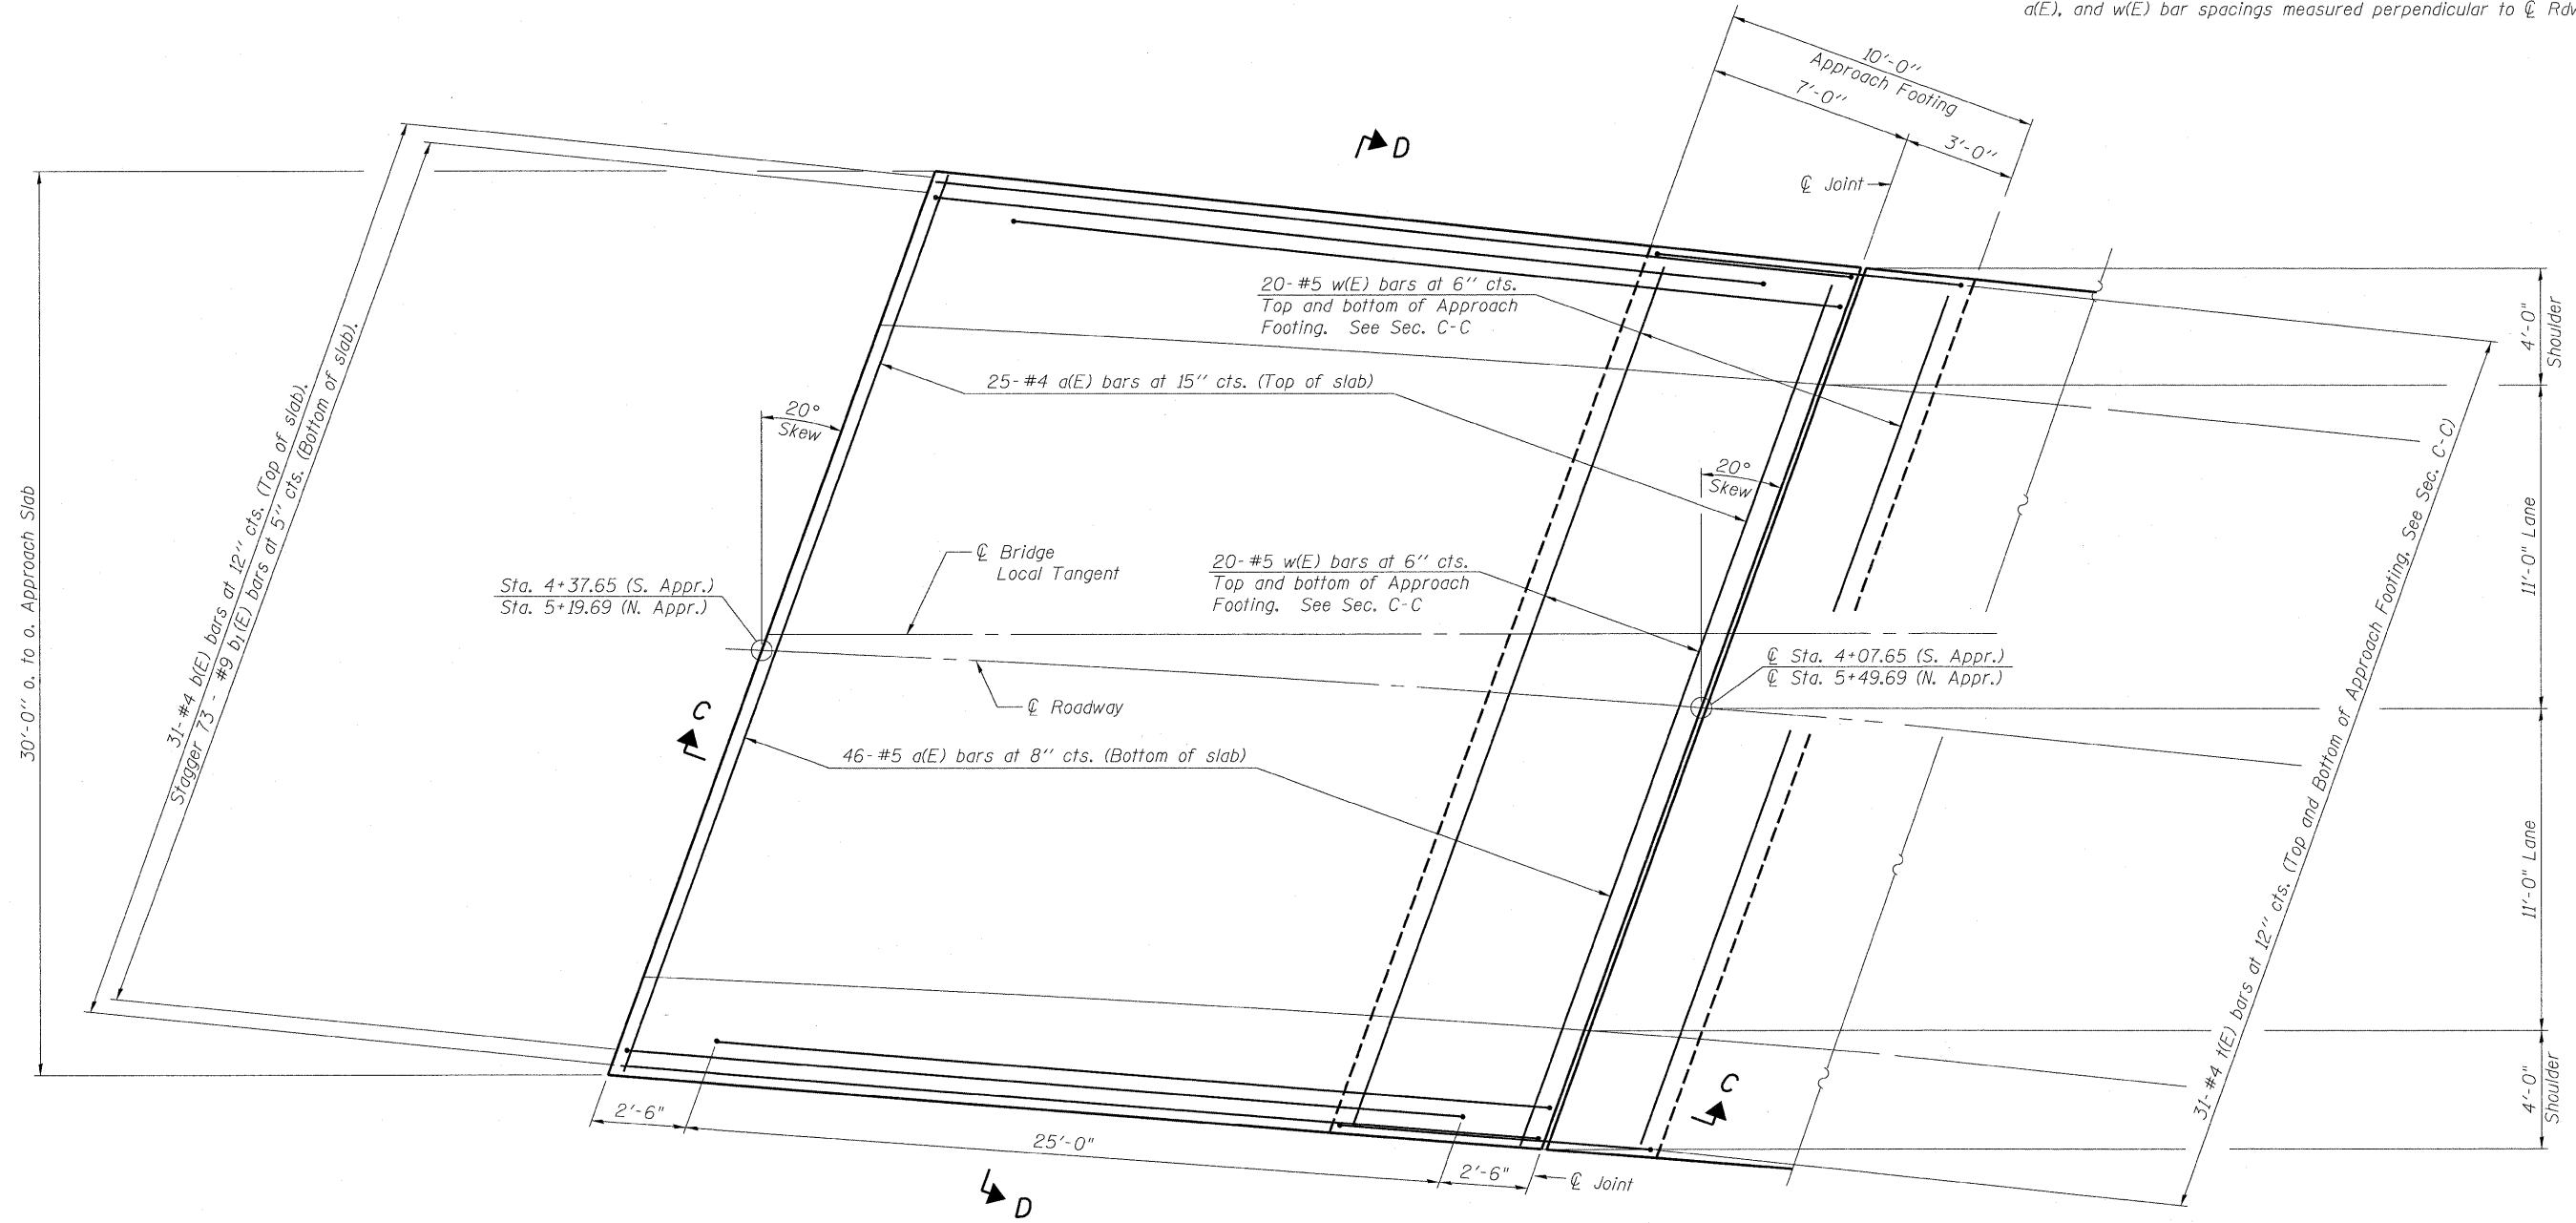 a(E), and w(E) bar spacings measured perpendicular to ℄
10'-0"
Approach Footing
7'-0"
3'-0"
D
℄ Joint
20-#5 w(E) bars at 6" cts.
Top and bottom of Approach
Footing. See Sec. C-C
4'-0"
Shoulder
25-#4 a(E) bars at 15" cts. (Top of slab)
20°
Skew
31-#4 b(E) bars at 12" cts. (Top of slab).
Stagger 73 - #9 b1(E) bars at 5" cts. (Bottom of slab).
30'-0" o. to o. Approach Slab
20°
Skew
11'-0" Lane
℄ Bridge
Local Tangent
20-#5 w(E) bars at 6" cts.
Top and bottom of Approach
Footing. See Sec. C-C
Sta. 4+37.65 (S. Appr.)
Sta. 5+19.69 (N. Appr.)
℄ Sta. 4+07.65 (S. Appr.)
℄ Sta. 5+49.69 (N. Appr.)
℄ Roadway
C
46-#5 a(E) bars at 8" cts. (Bottom of slab)
31-#4 t(E) bars at 12" cts. (Top and Bottom of Approach Footing, See Sec. C-C)
11'-0" Lane
C
4'-0"
Shoulder
2'-6"
25'-0"
2'-6"
℄ Joint
D